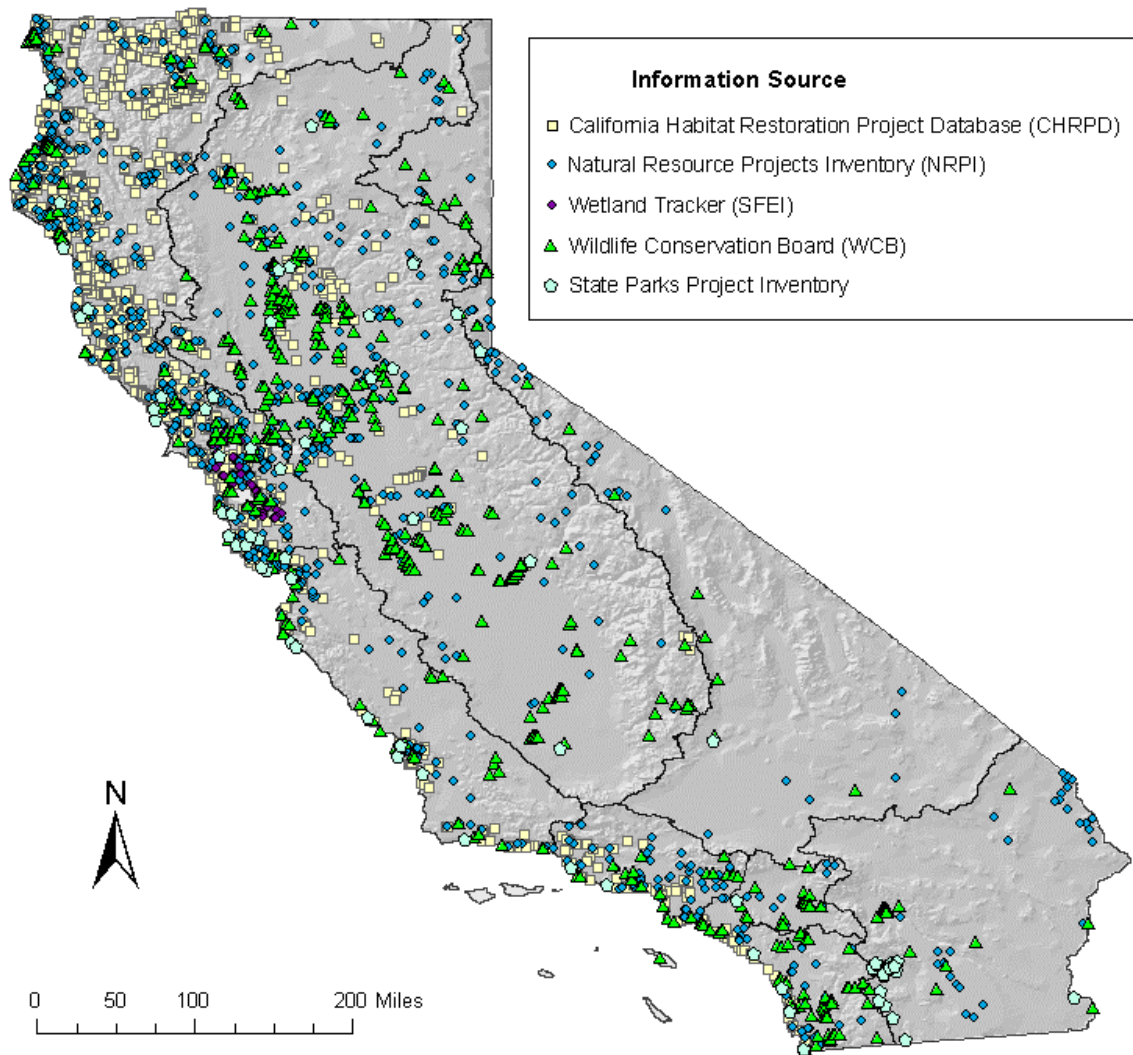 Information Source
California Habitat Restoration Project Database (CHRPD)
Natural Resource Projects Inventory (NRPI)
Wetland Tracker (SFEI)
Wildlife Conservation Board (WCB)
State Parks Project Inventory
N
0 50 100 200 Miles